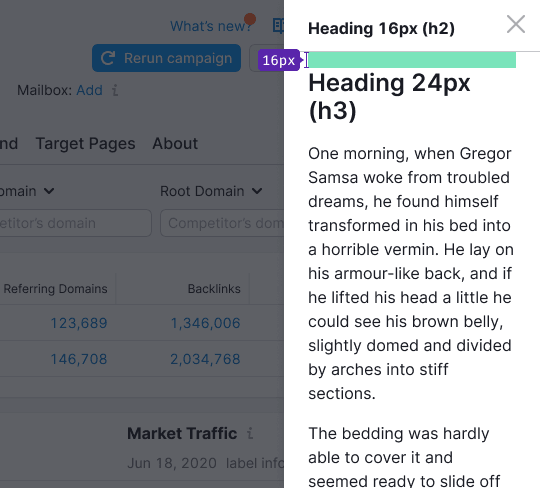 What's new?
Rerun campaign
Mailbox: Add i
Target Pages About
Root Domain
Competitor's domain
Referring Domains Backlinks
123,689 1,346,006
146,708 2,034,768
Market Traffic i
Jun 18, 2020 label
Heading 16px (h2)
16px
Heading 24px
(h3)
One morning, when Gregor
Samsa woke from troubled
dreams, he found himself
transformed in his bed into
a horrible vermin. He lay on
his armour-like back, and if
he lifted his head a little he
could see his brown belly,
slightly domed and divided
by arches into stiff
sections.
The bedding was hardly
able to cover it and
seemed ready to slide off